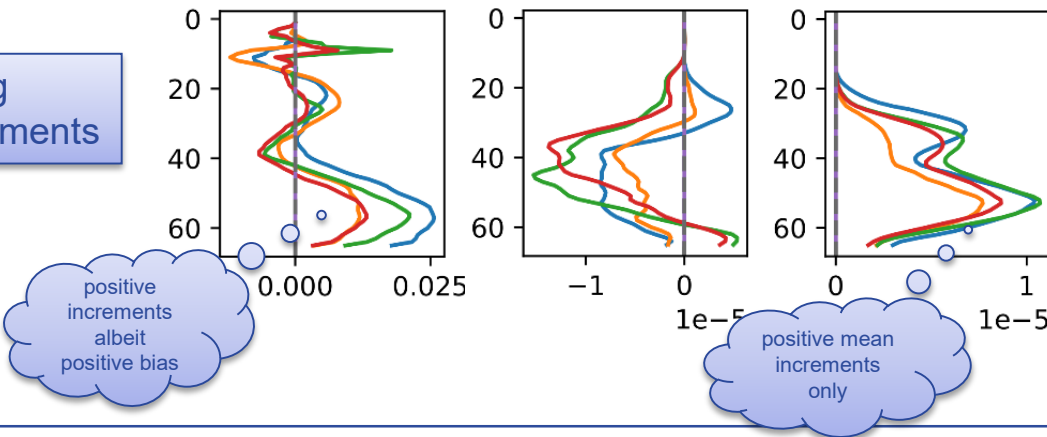 g
ments
0
20
40
60
0.000
0.025
0
20
40
60
−1
0
1e−5
0
20
40
60
0
1
1e−5
positive
increments
albeit
positive bias
positive mean
increments
only